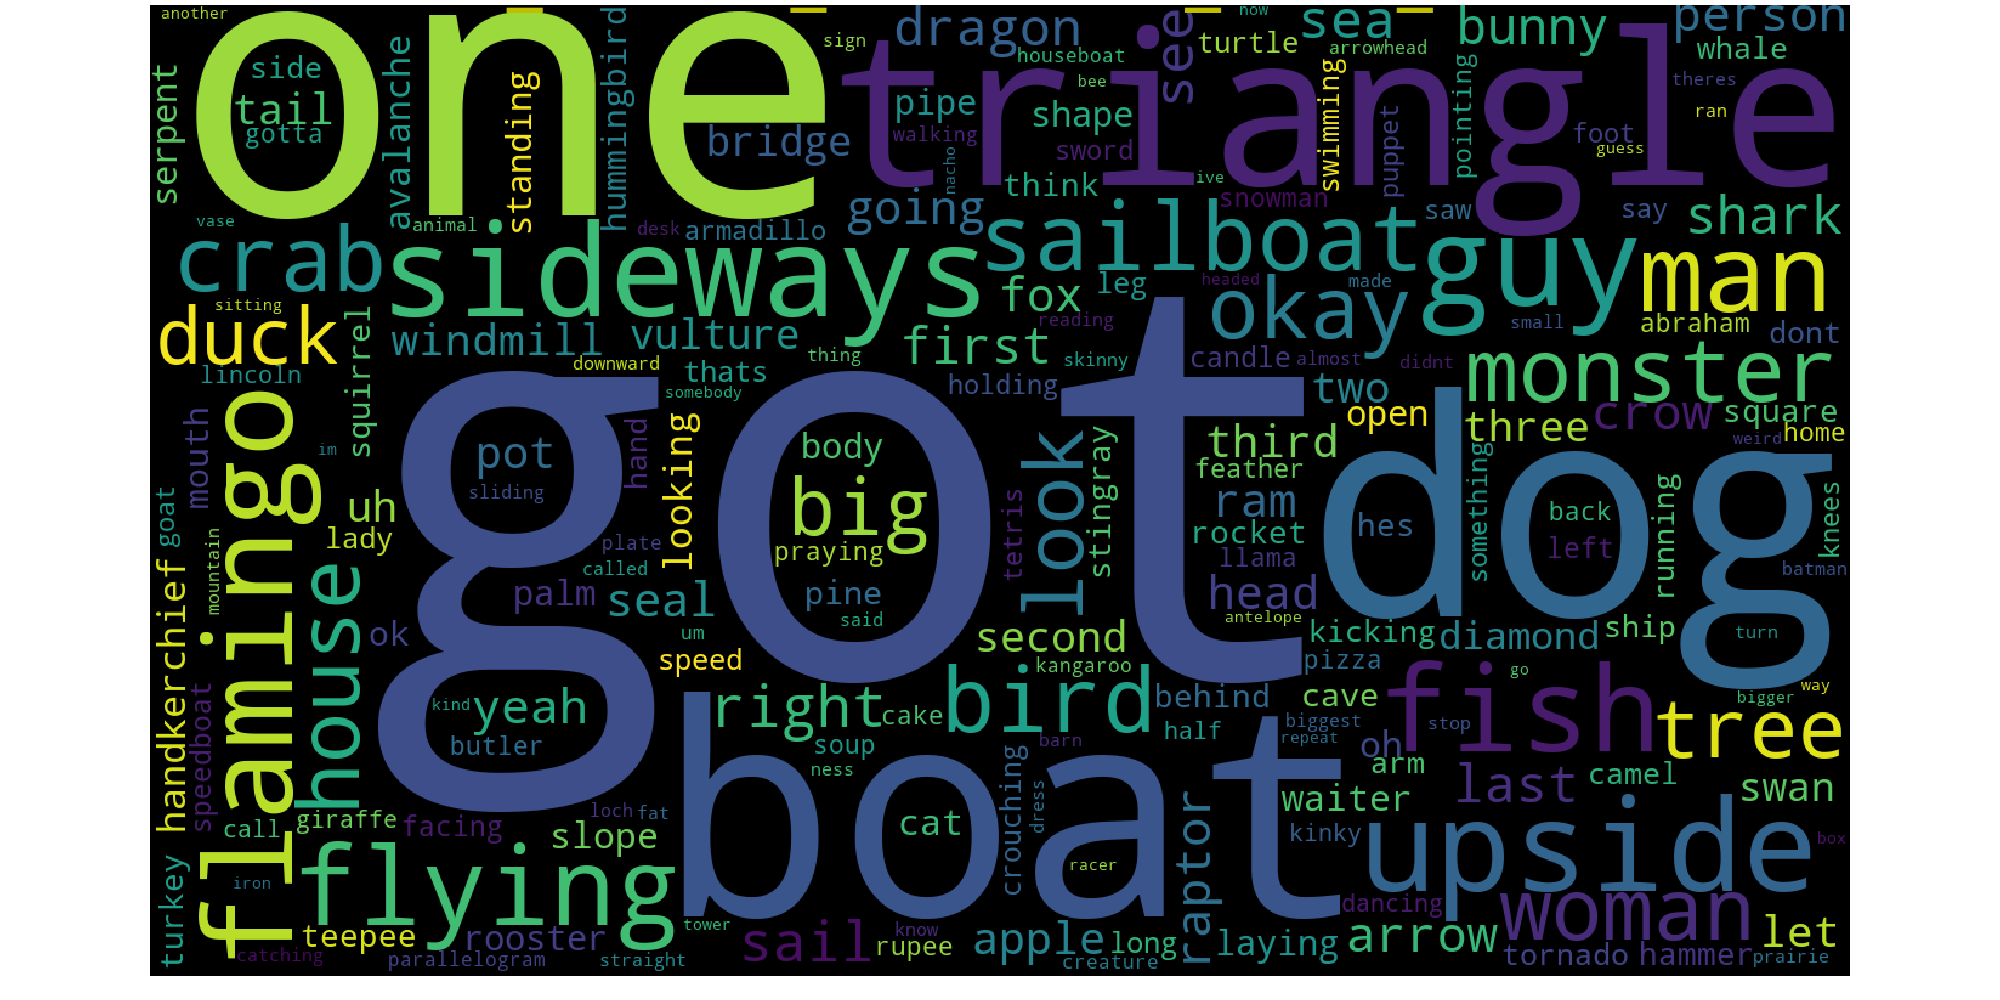 another
one
side
tail
gotta
serpent
avalanche
standing
hummingbird
sign
dragon
houseboat
bee
see
turtle
how
sea
arrowhead
bunny
person
whale
theres
ran
pipe
shape
triangle
bridge
walking
sword
swimming
puppet
pointing
foot
guess
nacho
think
ive
snowman
saw
say
shark
vase
animal
desk
armadillo
going
crab
sideways
sailboat
guy
man
fox
leg
headed
made
okay
sitting
duck
squirrel
windmill
vulture
first
reading
small
abraham
dont
lincoln
downward
thats
thing
skinny
candle
almost
didnt
monster
somebody
holding
two
open
crow
square
flamingo
mouth
im
pot
hand
looking
body
got
look
stingray
third
feather
three
dog
weird
home
sliding
big
tetris
ram
rocket
hes
something
back
left
running
knees
goat
uh
lady
plate
praying
llama
batman
mountain
handkerchief
house
called
palm
seal
pine
said
head
antelope
ok
um
second
kicking
diamond
ship
turn
speed
kangaroo
pizza
go
speedboat
kind
yeah
right
cake
bird
behind
cave
fish
bigger
way
tree
butler
boat
soup
half
biggest
repeat
stop
oh
barn
ness
arm
last
camel
swan
crouching
dress
call
giraffe
facing
loch
fat
slope
cat
raptor
waiter
kinky
upside
box
turkey
iron
flying
racer
dancing
woman
teepee
rooster
tower
sail
know
rupee
apple
long
laying
arrow
let
catching
parallelogram
straight
creature
tornado
hammer
prairie